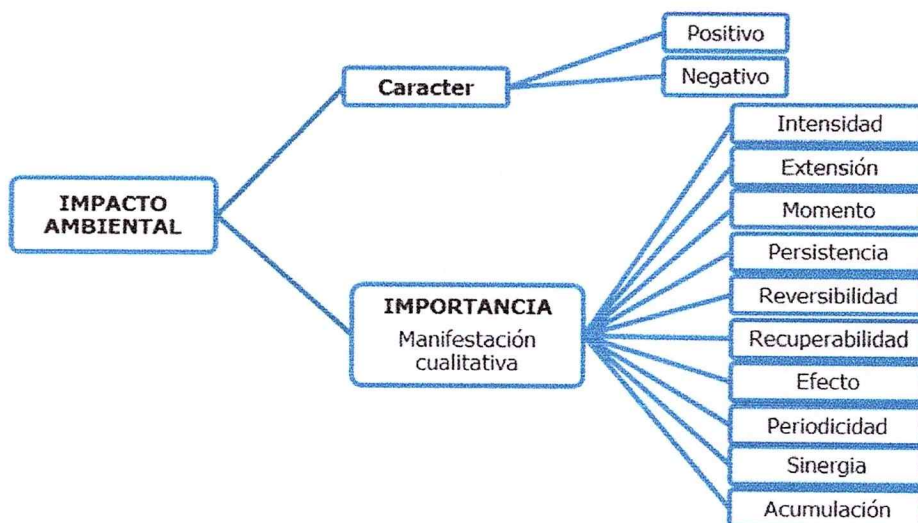 Positivo
Caracter
Negativo
Intensidad
Extensión
IMPACTO
AMBIENTAL
Momento
Persistencia
IMPORTANCIA
Manifestación
cualitativa
Reversibilidad
Recuperabilidad
Efecto
Periodicidad
Sinergia
Acumulación